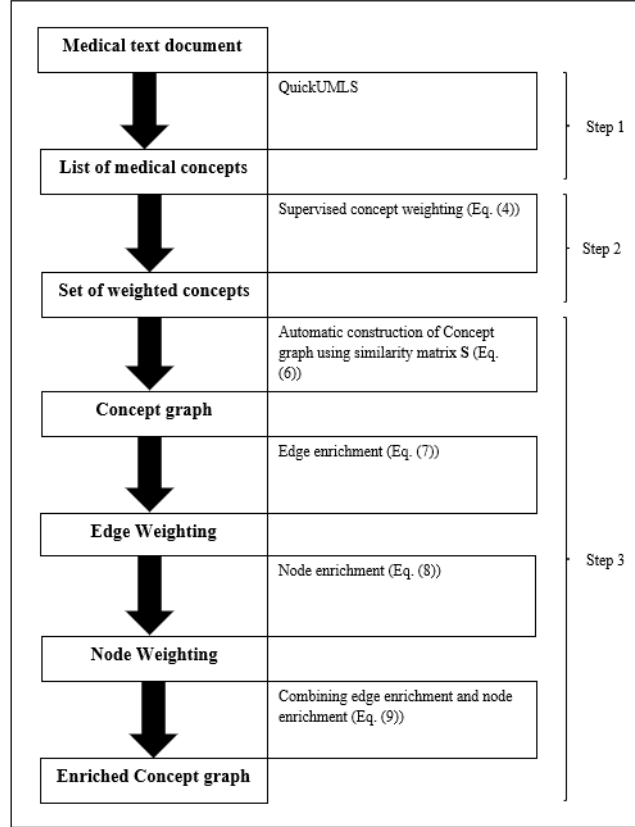 Medical text document
QuickUMLS
Step 1
List of medical concepts
Supervised concept weighting (Eq. (4))
Step 2
Set of weighted concepts
Automatic construction of Concept
graph using similarity matrix S (Eq.
(6))
Concept graph
Edge enrichment (Eq. (7))
Edge Weighting
Step 3
Node enrichment (Eq. (8))
Node Weighting
Combining edge enrichment and node
enrichment (Eq. (9))
Enriched Concept graph